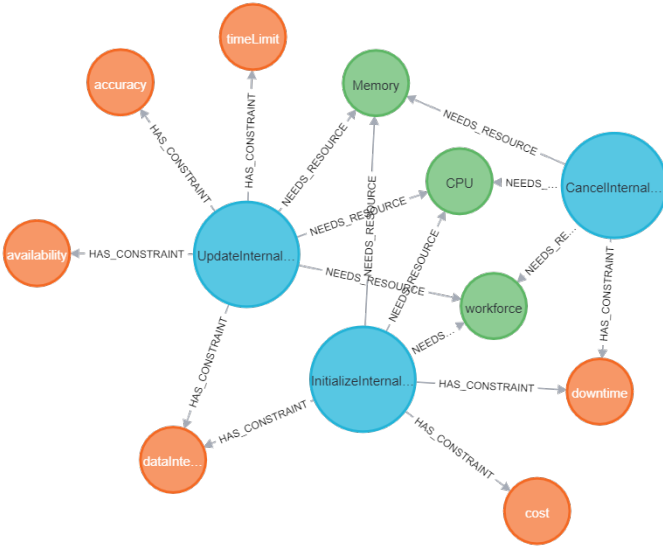 timeLimit
accuracy
Memory
HAS_CONSTRAINT
HAS_CONSTRAINT
NEEDS_RESOURCE
NEEDS_RESOURCE
CancelInternal...
CPU
NEEDS_...
NEEDS_RESOURCE
NEEDS_RESOURCE
availability
HAS_CONSTRAINT
UpdateInternal...
NEEDS_RESOURCE
NEEDS_RE...
NEEDS_RESOURCE
NEEDS_RESOURCE
workforce
HAS_CONSTRAINT
NEEDS...
HAS_CONSTRAINT
InitializeInternal...
HAS_CONSTRAINT
downtime
HAS_CONSTRAINT
dataInte...
HAS_CONSTRAINT
cost